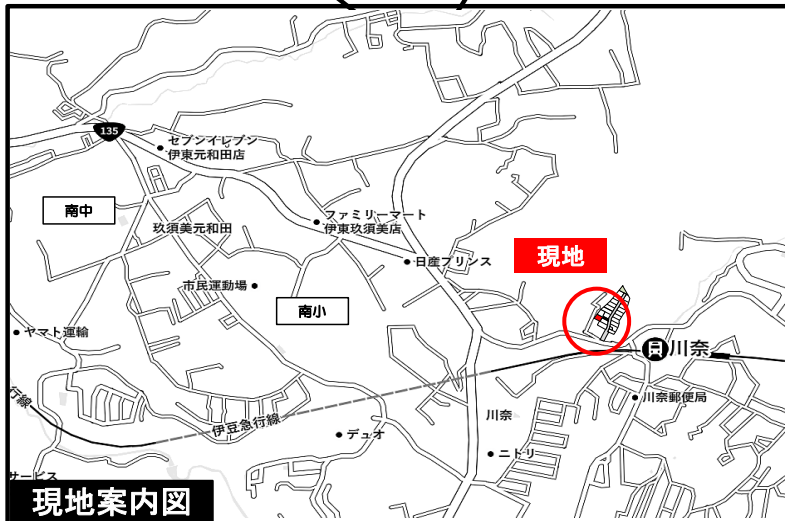 135
セブンイレブン
伊東元和田店
南中
ファミリーマート
伊東玖須美店
玖須美元和田
現地
日産プリンス
市民運動場
南小
ヤマト運輸
川奈
川奈郵便局
行線
川奈
伊豆急行線
デュオ
ニトリ
サービス
現地案内図